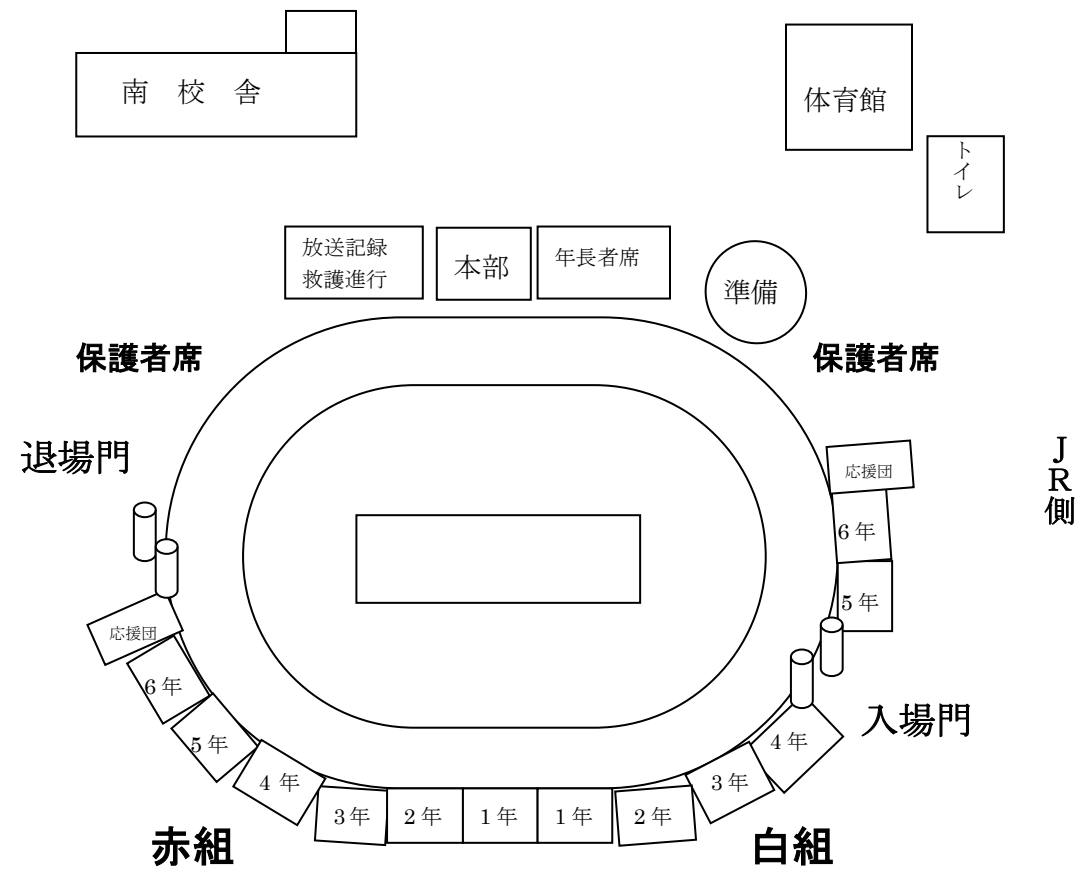 南　校　舎
体育館
トイレ
放送記録
救護進行
本部
年長者席
準備
保護者席
保護者席
退場門
JR側
応援団
6年
5年
入場門
応援団
6年
5年
4年
3年
2年
1年
1年
2年
3年
4年
赤組
白組